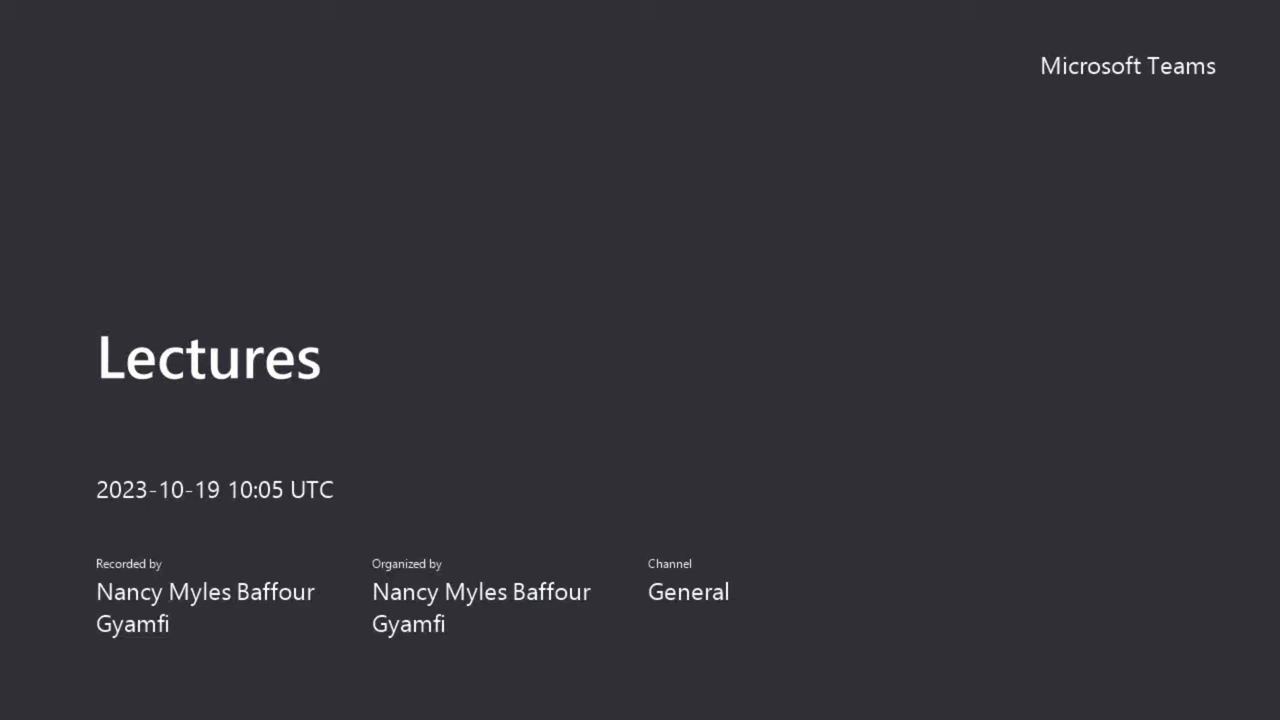 Microsoft Teams
Lectures
2023-10-19 10:05 UTC
Recorded by
Nancy Myles Baffour
Gyamfi
Organized by
Nancy Myles Baffour
Gyamfi
Channel
General